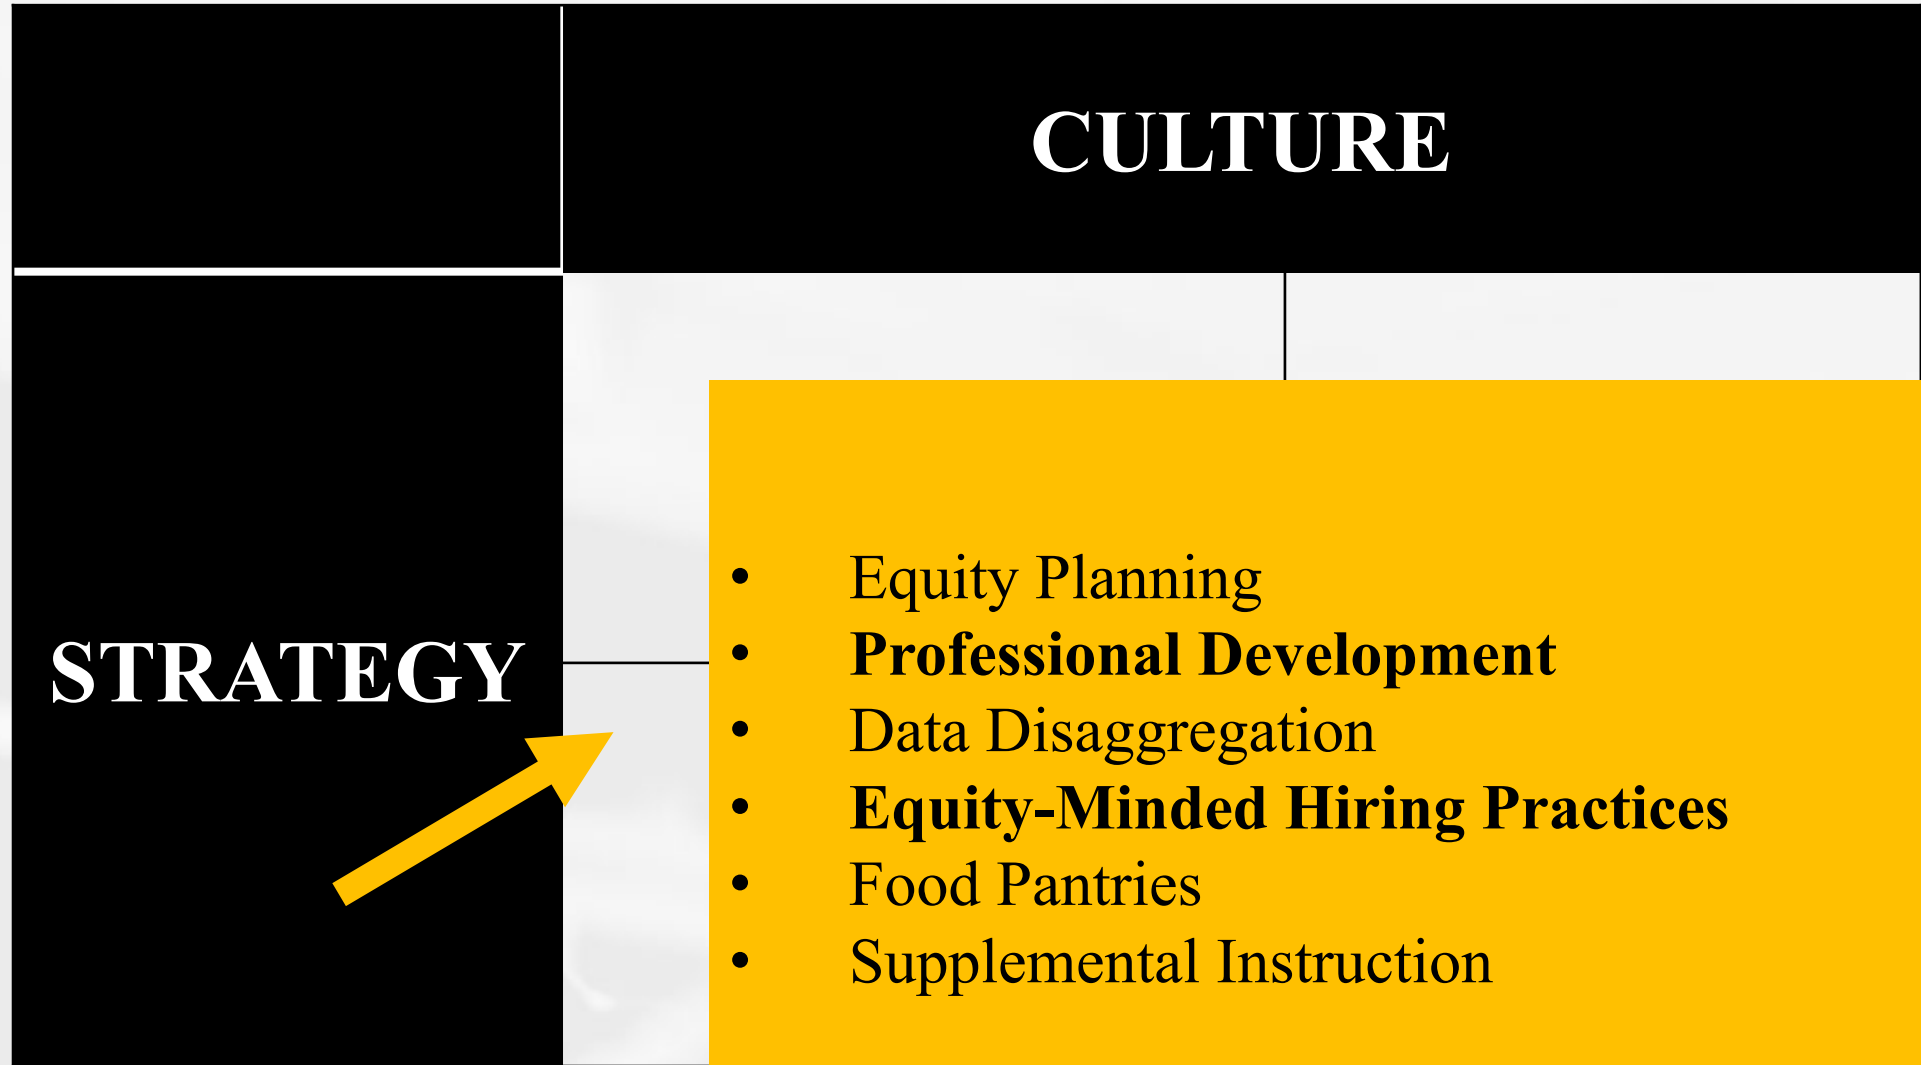 CULTURE
STRATEGY
• Equity Planning
• Professional Development
• Data Disaggregation
• Equity-Minded Hiring Practices
• Food Pantries
• Supplemental Instruction